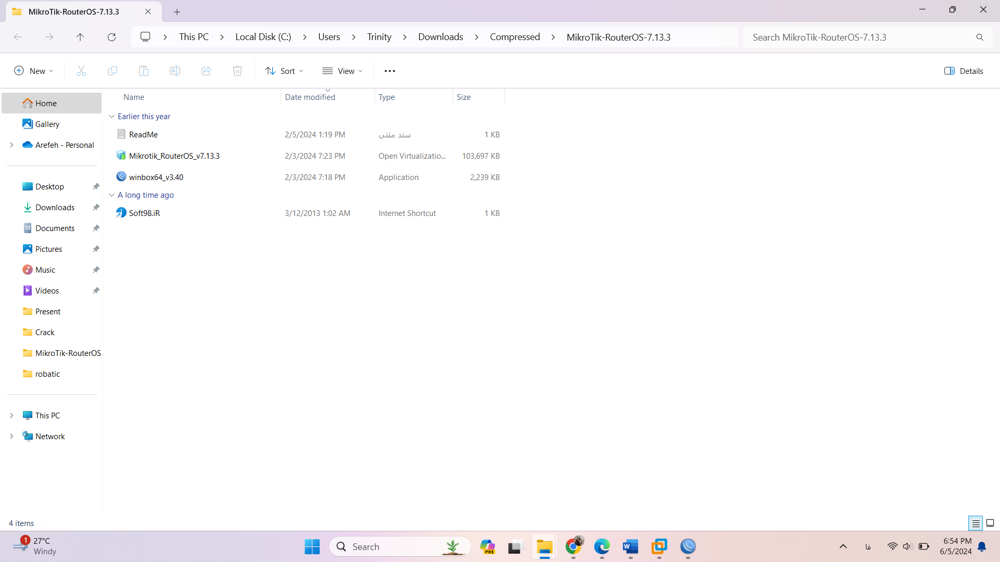 MikroTik-RouterOS-7.13.3
This PC > Local Disk (C:) > Users > Trinity > Downloads > Compressed > MikroTik-RouterOS-7.13.3
Search MikroTik-RouterOS-7.13.3
New
Sort
View
Details
Name Date modified Type Size
Earlier this year
ReadMe 2/5/2024 1:19 PM سند متنی 1 KB
Mikrotik_RouterOS_v7.13.3 2/3/2024 7:23 PM Open Virtualizatio... 103,697 KB
winbox64_v3.40 2/3/2024 7:18 PM Application 2,239 KB
A long time ago
Soft98.iR 3/12/2013 1:02 AM Internet Shortcut 1 KB
Home
Gallery
Arefeh - Personal
Desktop
Downloads
Documents
Pictures
Music
Videos
Present
Crack
MikroTik-RouterOS
robatic
This PC
Network
4 items
1
27°C
Windy
Search
PRE
فا
6:54 PM
6/5/2024